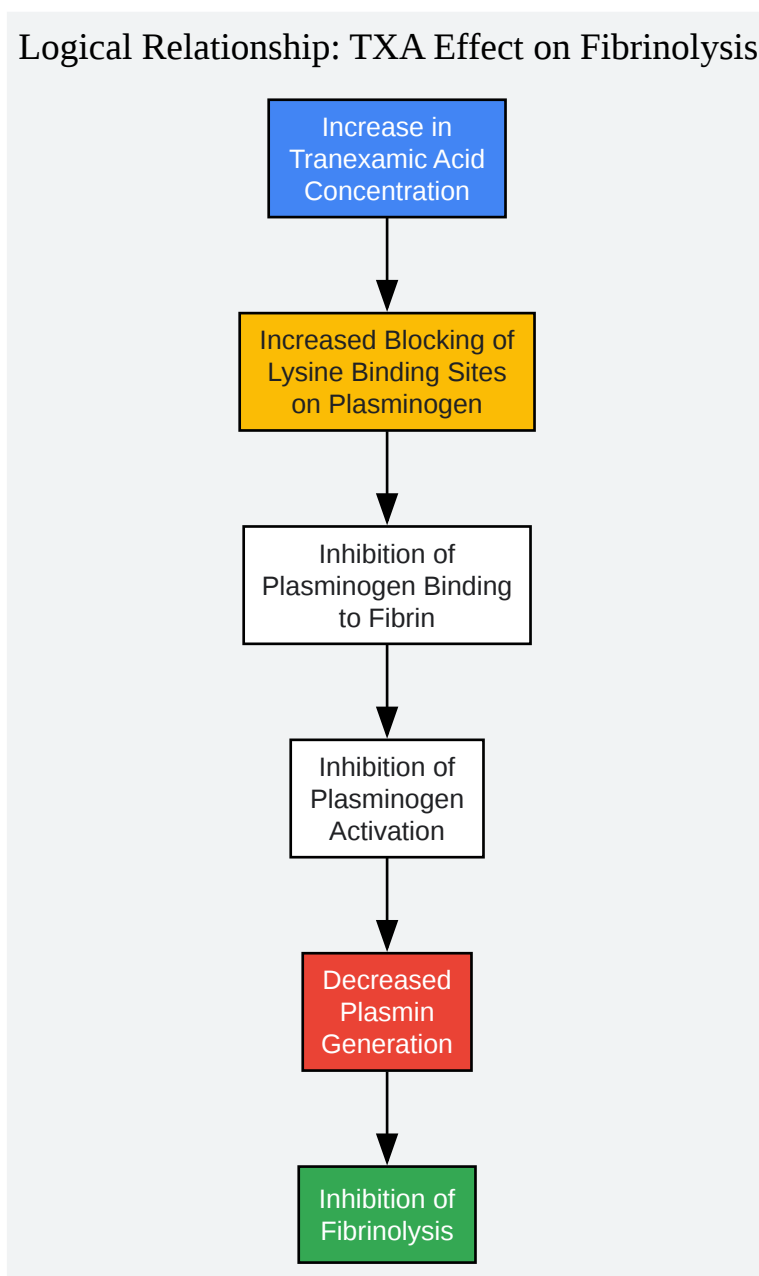 Logical Relationship: TXA Effect on Fibrinolysis
Increase in
Tranexamic Acid
Concentration
Increased Blocking of
Lysine Binding Sites
on Plasminogen
Inhibition of
Plasminogen Binding
to Fibrin
Inhibition of
Plasminogen
Activation
Decreased
Plasmin
Generation
Inhibition of
Fibrinolysis